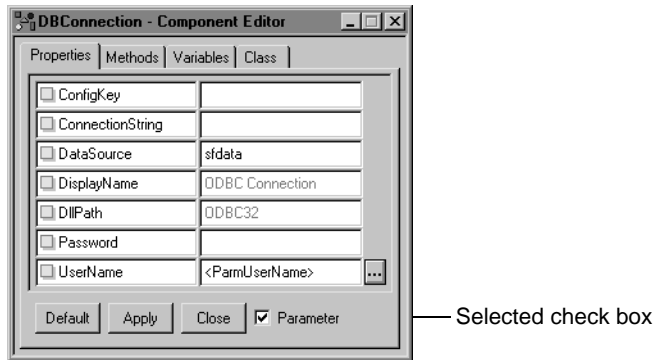 DBConnection - Component Editor
Properties Methods Variables Class
ConfigKey
ConnectionString
DataSource sfdata
DisplayName ODBC Connection
DllPath ODBC32
Password
UserName <ParmUserName> ...
Default Apply Close Parameter
Selected check box